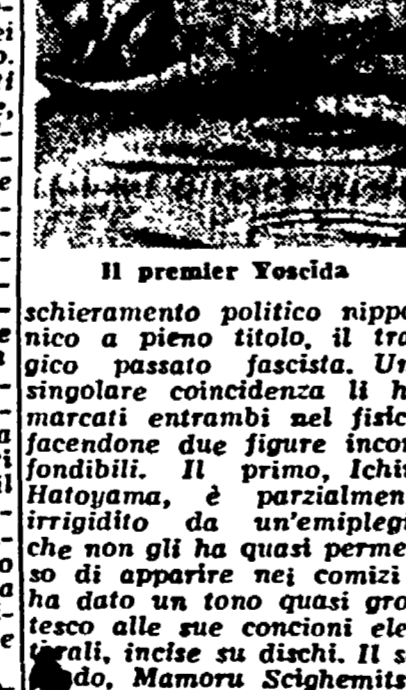 Il premier Yoscida
schieramento politico nippo
nico a pieno titolo, il tra
gico passato fascista. Un
singolare coincidenza li h
marcati entrambi nel fisic
facendone due figure incon
fondibili. Il primo, Ichi
Hatoyama, è parzialmen
irrigidito da un'emiplegi
che non gli ha quasi perme
so di apparire nei comizi
ha dato un tono quasi gro
tesco alle sue concioni ele
torali, incise su dischi. Il s
do, Mamoru Scighemits